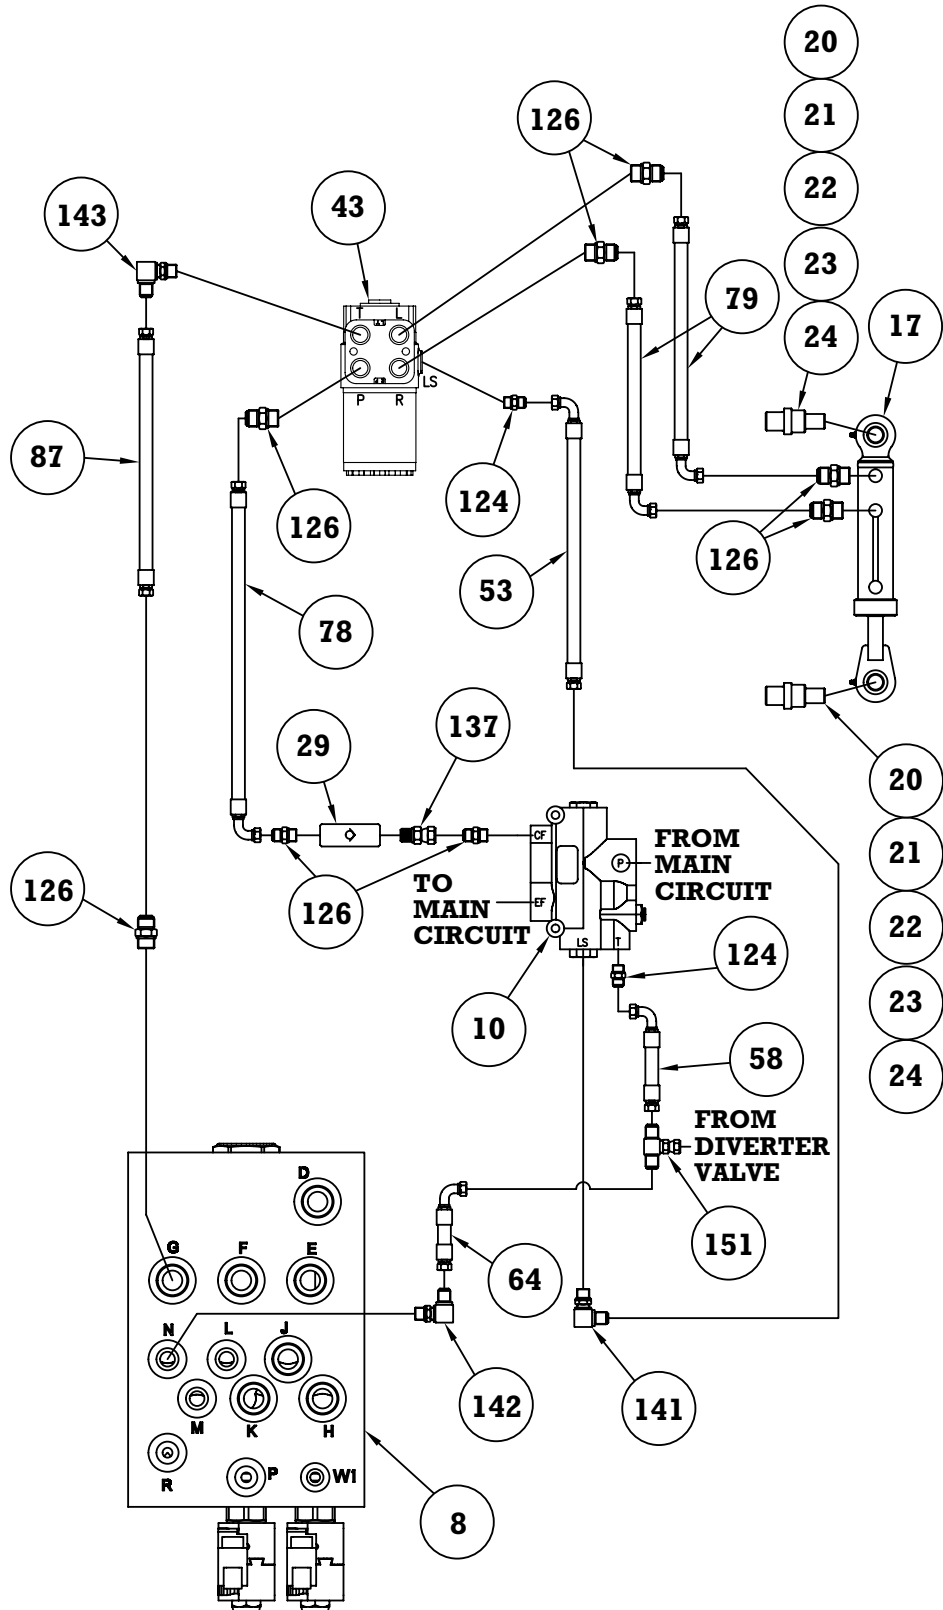 20
21
126
22
143
43
23
79
24
17
T L
LS
P R
87
126
124
126
53
78
137
29
20
FROM
MAIN
CIRCUIT
CF
P
21
126
126
TO
MAIN
CIRCUIT
EF
22
LS T
124
23
10
58
24
FROM
DIVERTER
VALVE
D
151
G F E
64
N L J
142
141
M K H
R P W1
8